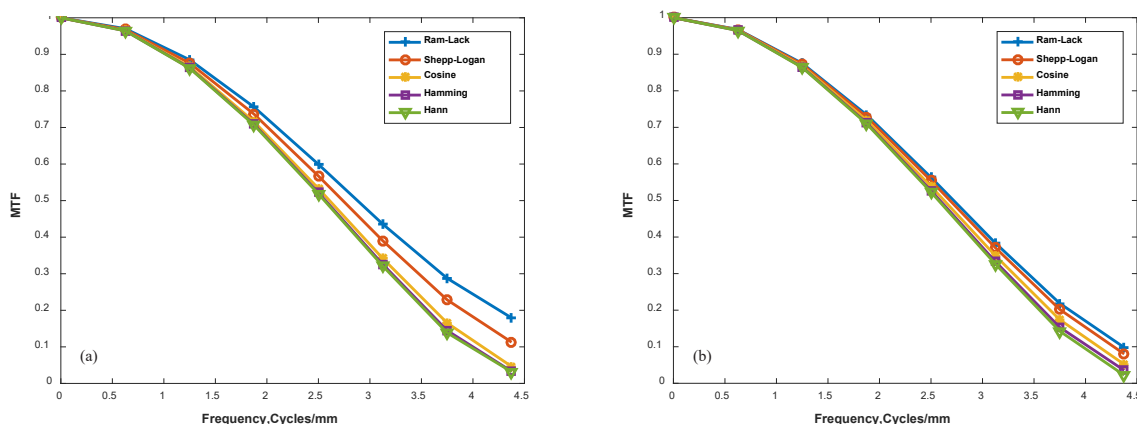 1
0.9
0.8
0.7
0.6
0.5
0.4
0.3
0.2
0.1
0
MTF
Ram-Lack
Shepp-Logan
Cosine
Hamming
Hann
(a)
0 0.5 1 1.5 2 2.5 3 3.5 4 4.5
Frequency,Cycles/mm
1
0.9
0.8
0.7
0.6
0.5
0.4
0.3
0.2
0.1
0
MTF
Ram-Lack
Shepp-Logan
Cosine
Hamming
Hann
(b)
0 0.5 1 1.5 2 2.5 3 3.5 4 4.5
Frequency,Cycles/mm